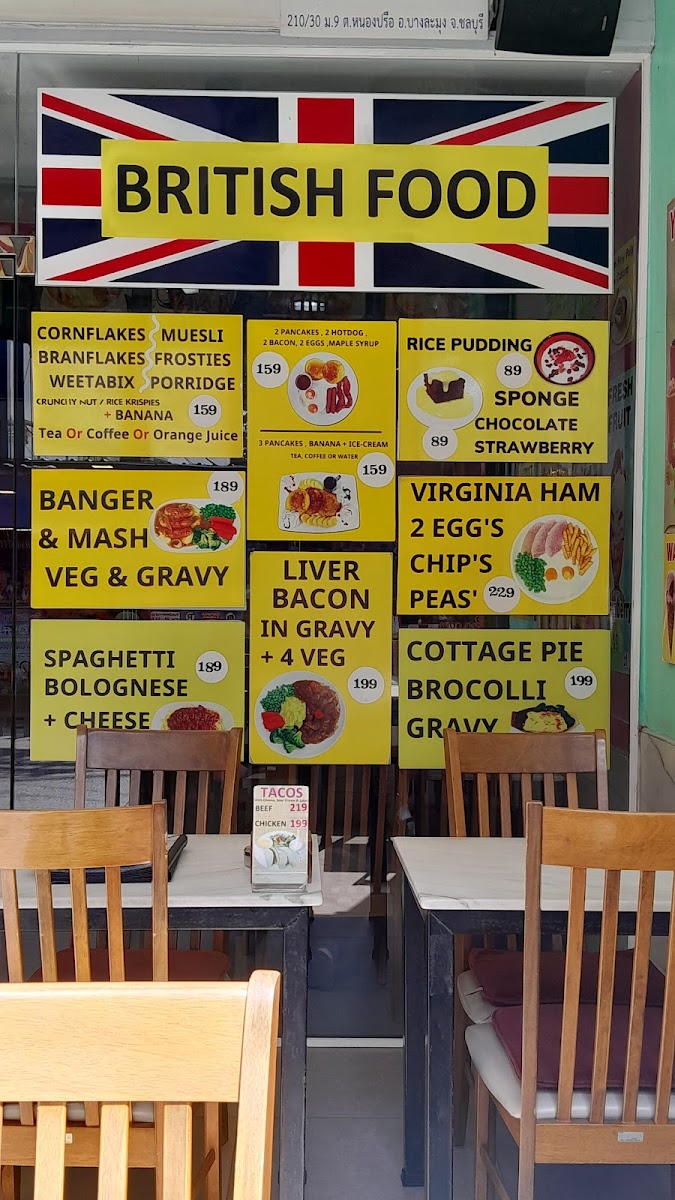 210/30 ม.9 ต.หนองปรือ อ.บางละมุง จ.ชลบุรี
BRITISH FOOD
CORNFLAKES MUESLI
BRANFLAKES FROSTIES
WEETABIX PORRIDGE
CRUNCHY NUT / RICE KRISPIES
+ BANANA 159
Tea Or Coffee Or Orange Juice
2 PANCAKES , 2 HOTDOG ,
2 BACON, 2 EGGS ,MAPLE SYRUP
159
3 PANCAKES , BANANA + ICE-CREAM
TEA, COFFEE OR WATER
159
RICE PUDDING
89
SPONGE
CHOCOLATE
89
STRAWBERRY
BANGER 189
& MASH
VEG & GRAVY
VIRGINIA HAM
2 EGG'S
CHIP'S
PEAS' 229
LIVER
BACON
IN GRAVY
+ 4 VEG
199
SPAGHETTI 189
BOLOGNESE
+ CHEESE
COTTAGE PIE
BROCOLLI 199
GRAVY
TACOS
BEEF 219
CHICKEN 199
FRESH
FRUIT